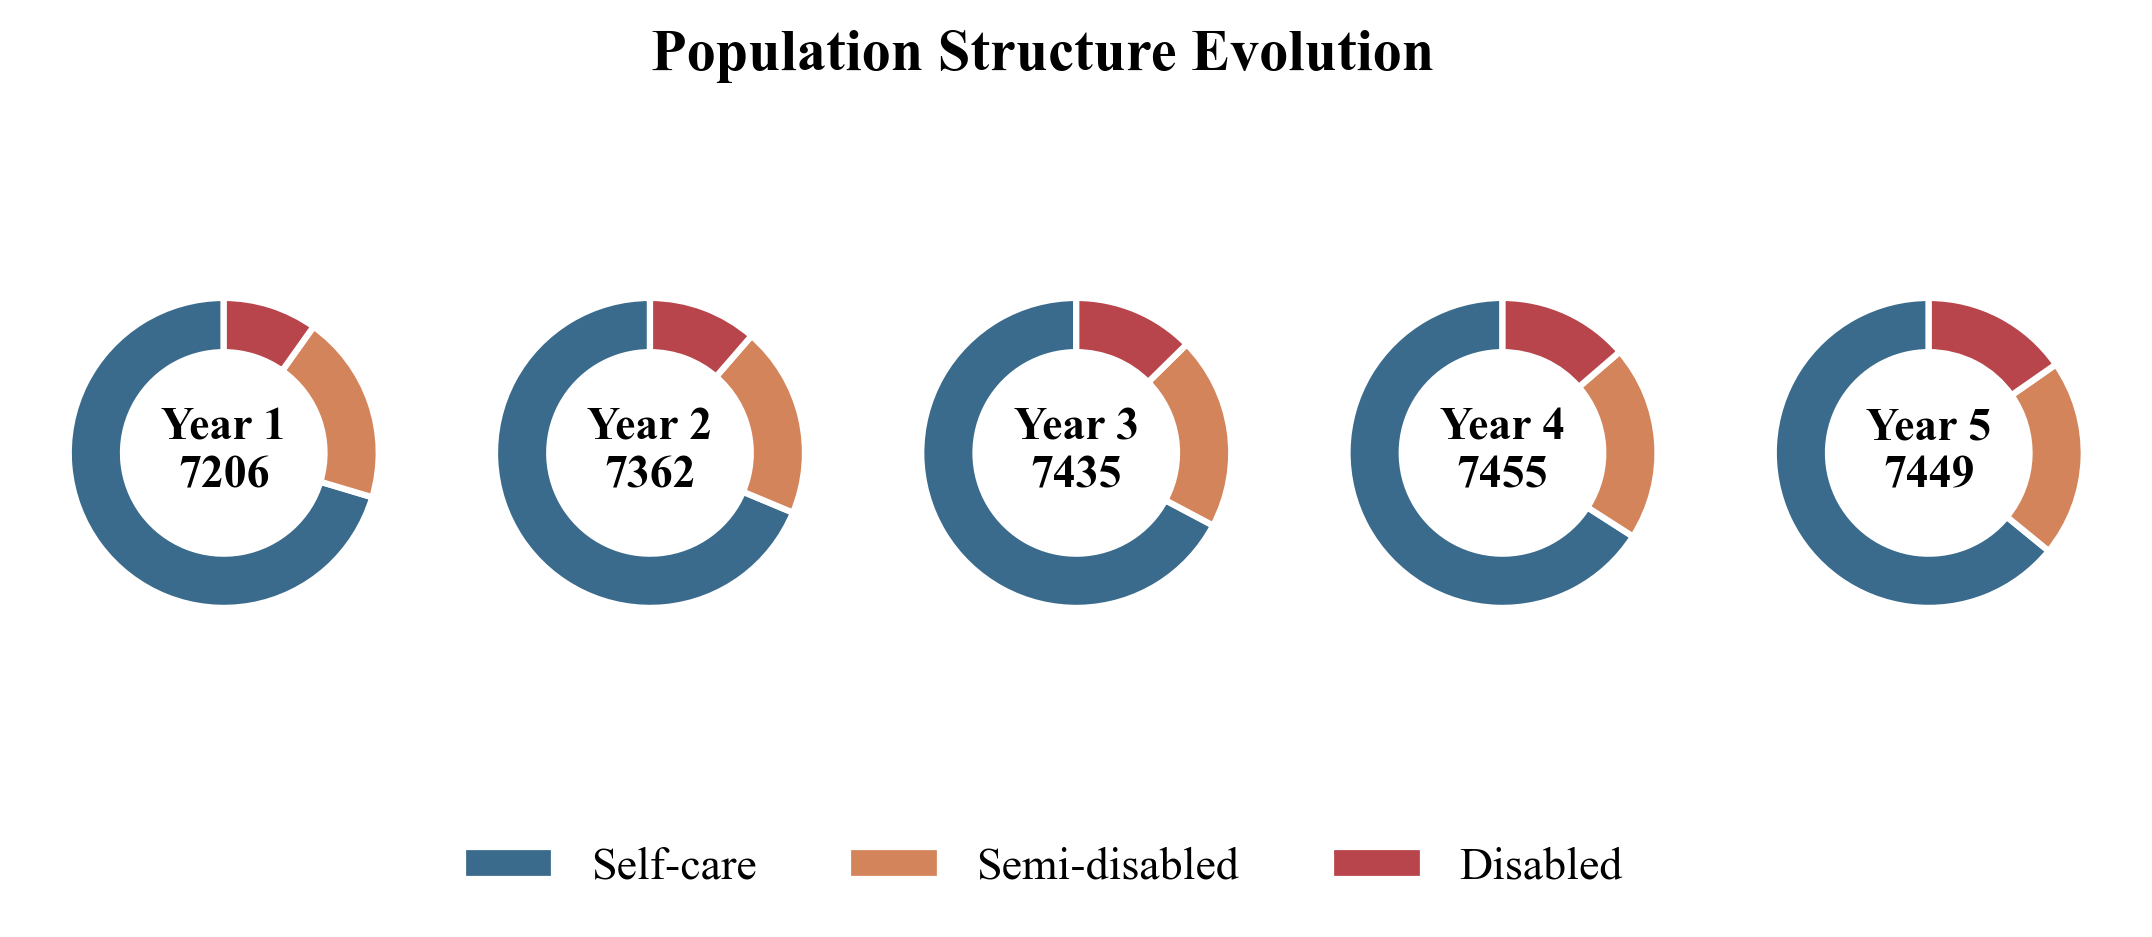 Population Structure Evolution
Year 1
7206
Year 2
7362
Year 3
7435
Year 4
7455
Year 5
7449
Self-care
Semi-disabled
Disabled